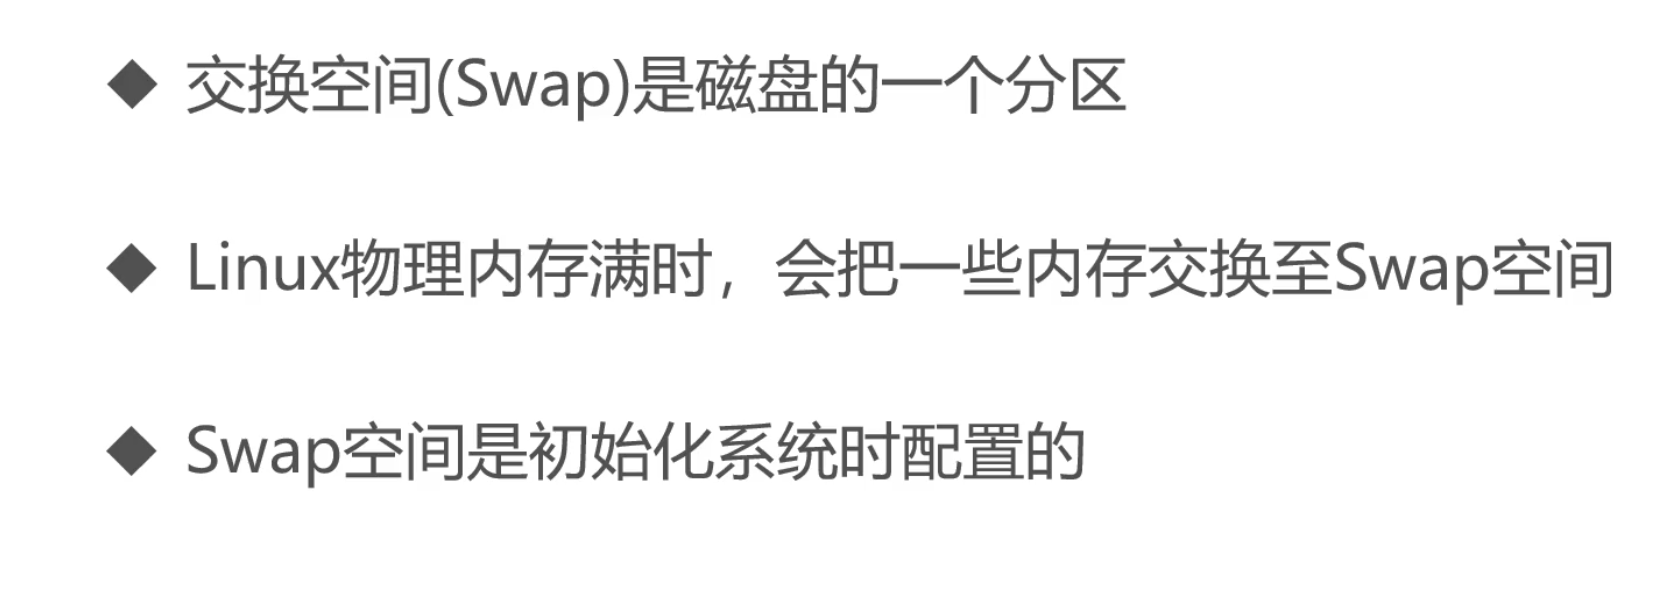 ◆ 交换空间(Swap)是磁盘的一个分区
◆ Linux物理内存满时，会把一些内存交换至Swap空间
◆ Swap空间是初始化系统时配置的